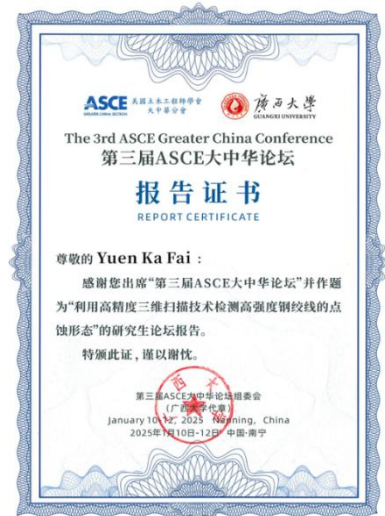 ASCE 美国土木工程師學會
GREATER CHINA SECTION 大中華分會
廣西大学
GUANGXI UNIVERSITY
The 3rd ASCE Greater China Conference
第三届ASCE大中华论坛
报告证书
REPORT CERTIFICATE
尊敬的 Yuen Ka Fai :
感谢您出席“第三届ASCE大中华论坛”并作题
为“利用高精度三维扫描技术检测高强度钢绞线的点
蚀形态”的研究生论坛报告。
特颁此证，谨以谢忱。
第三届ASCE大中华论坛组委会
(广西大学代章)
January 10-12, 2025 Nanning, China
2025年1月10日-12日 中国·南宁